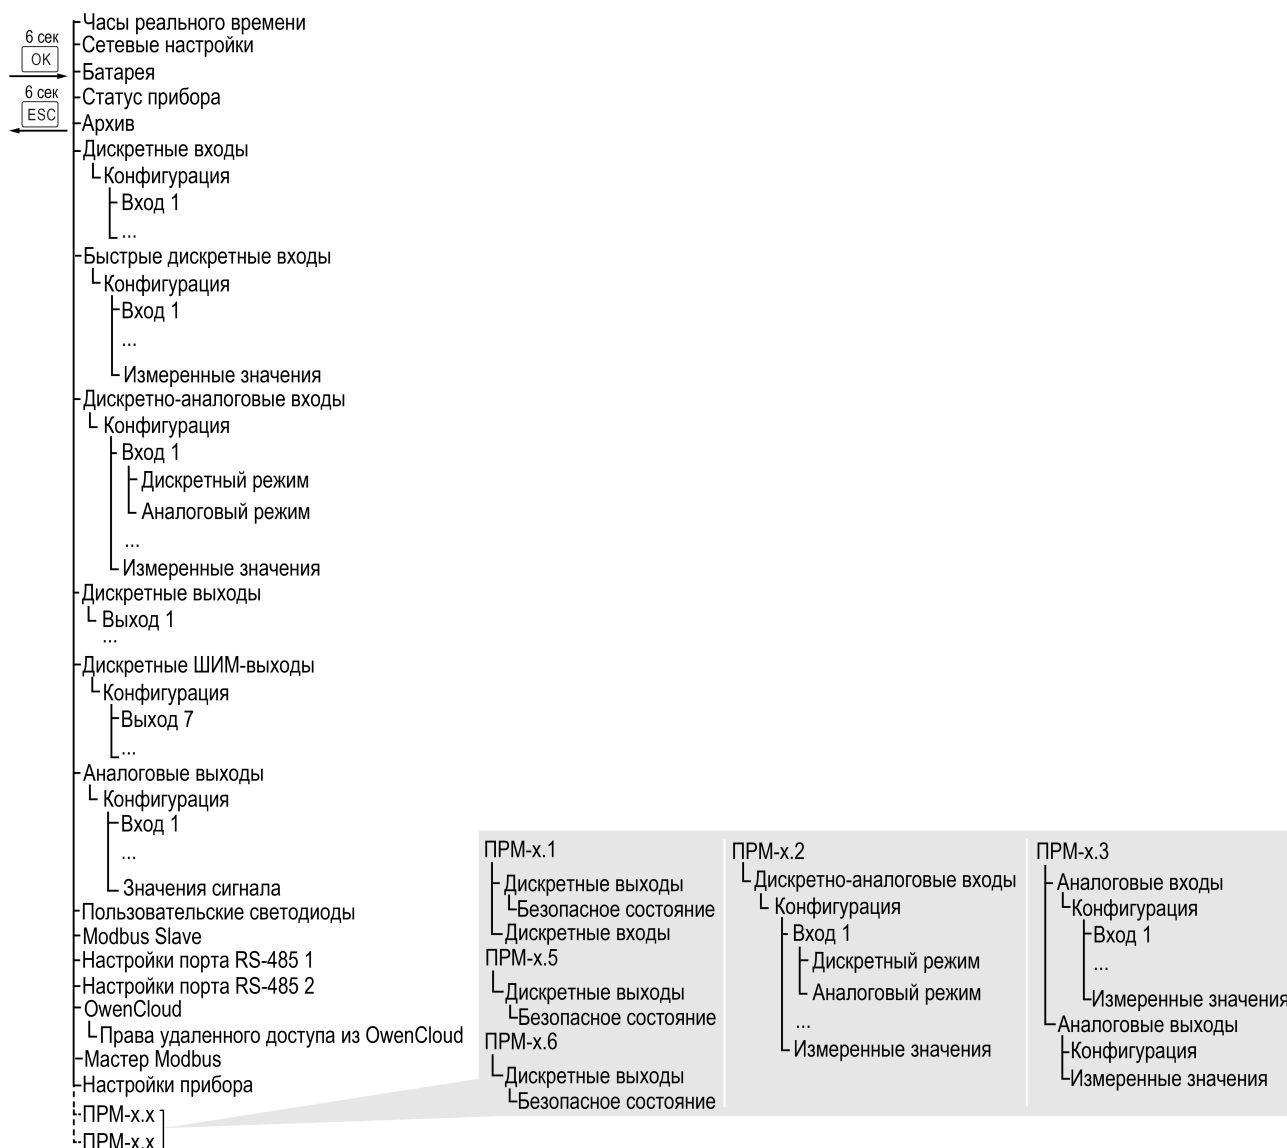 6 сек
OK
6 сек
ESC
Часы реального времени
Сетевые настройки
Батарея
Статус прибора
Архив
Дискретные входы
Конфигурация
Вход 1
...
Быстрые дискретные входы
Конфигурация
Вход 1
...
Измеренные значения
Дискретно-аналоговые входы
Конфигурация
Вход 1
Дискретный режим
Аналоговый режим
...
Измеренные значения
Дискретные выходы
Выход 1
...
Дискретные ШИМ-выходы
Конфигурация
Выход 7
...
Аналоговые выходы
Конфигурация
Вход 1
...
Значения сигнала
Пользовательские светодиоды
Modbus Slave
Настройки порта RS-485 1
Настройки порта RS-485 2
OwenCloud
Права удаленного доступа из OwenCloud
Мастер Modbus
Настройки прибора
ПРМ-х.х
ПРМ-х.х
ПРМ-х.1
Дискретные выходы
Безопасное состояние
Дискретные входы
ПРМ-х.5
Дискретные выходы
Безопасное состояние
ПРМ-х.6
Дискретные выходы
Безопасное состояние
ПРМ-х.2
Дискретно-аналоговые входы
Конфигурация
Вход 1
Дискретный режим
Аналоговый режим
...
Измеренные значения
ПРМ-х.3
Аналоговые входы
Конфигурация
Вход 1
...
Измеренные значения
Аналоговые выходы
Конфигурация
Измеренные значения